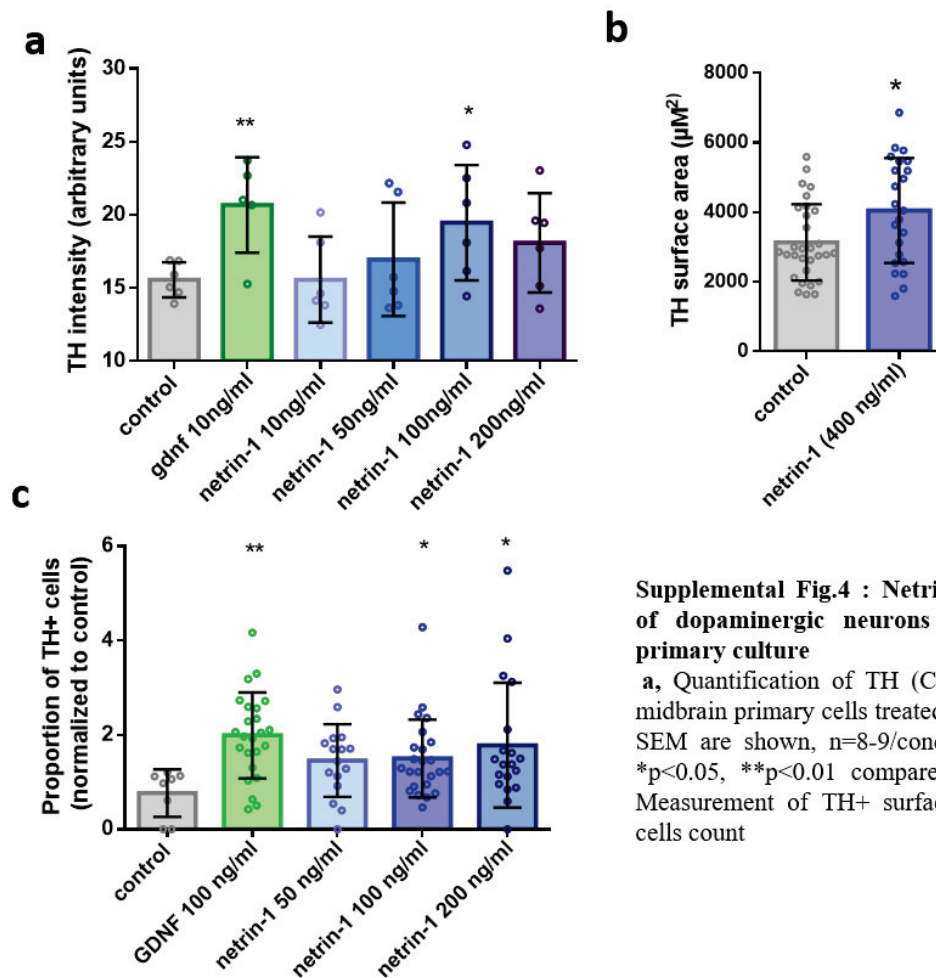 a
30
25
20
15
10
TH intensity (arbitrary units)
**
*
control
gdnf 10ng/ml
netrin-1 10ng/ml
netrin-1 50ng/ml
netrin-1 100ng/ml
netrin-1 200ng/ml
b
8000
6000
4000
2000
0
TH surface area (µM²)
*
control
netrin-1 (400 ng/ml)
c
6
4
2
0
Proportion of TH+ cells
(normalized to control)
**
*
*
control
GDNF 100 ng/ml
netrin-1 50 ng/ml
netrin-1 100 ng/ml
netrin-1 200 ng/ml
Supplemental Fig.4 : Netri
of dopaminergic neurons
primary culture
a, Quantification of TH (C
midbrain primary cells treated
SEM are shown, n=8-9/cond
*p<0.05, **p<0.01 compare
Measurement of TH+ surfac
cells count